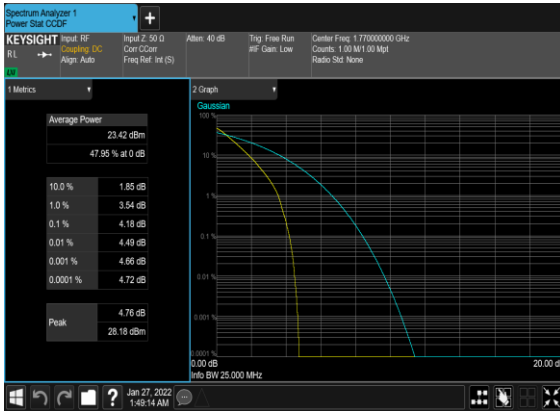 Spectrum Analyzer 1
Power Stat CCDF
KEYSIGHT
RL
LV
Input: RF
Coupling: DC
Align: Auto
Input Z: 50 Ω
Corr CCorr
Freq Ref: Int (S)
Atten: 40 dB
Trig: Free Run
#IF Gain: Low
Center Freq: 1.770000000 GHz
Counts: 1.00 M/1.00 Mpt
Radio Std: None
1 Metrics
Average Power
23.42 dBm
47.95 % at 0 dB
10.0 % 1.85 dB
1.0 % 3.54 dB
0.1 % 4.18 dB
0.01 % 4.49 dB
0.001 % 4.66 dB
0.0001 % 4.72 dB
Peak
4.76 dB
28.18 dBm
2 Graph
Gaussian
100 %
10 %
1 %
0.1 %
0.01 %
0.001 %
0.0001 %
0.00 dB
20.00 d
Info BW 25.000 MHz
?
Jan 27, 2022
1:49:14 AM